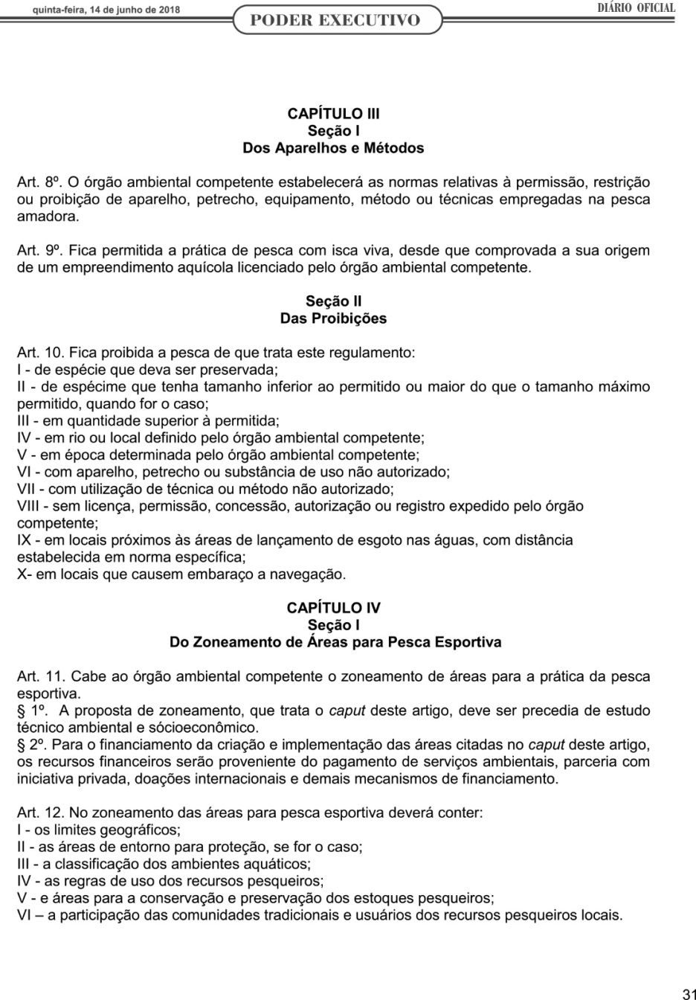 quinta-feira, 14 de junho de 2018
PODER EXECUTIVO
DIÁRIO OFICIAL
CAPÍTULO III
Seção I
Dos Aparelhos e Métodos
Art. 8º. O órgão ambiental competente estabelecerá as normas relativas à permissão, restrição
ou proibição de aparelho, petrecho, equipamento, método ou técnicas empregadas na pesca
amadora.
Art. 9º. Fica permitida a prática de pesca com isca viva, desde que comprovada a sua origem
de um empreendimento aquícola licenciado pelo órgão ambiental competente.
Seção II
Das Proibições
Art. 10. Fica proibida a pesca de que trata este regulamento:
I - de espécie que deva ser preservada;
II - de espécime que tenha tamanho inferior ao permitido ou maior do que o tamanho máximo
permitido, quando for o caso;
III - em quantidade superior à permitida;
IV - em rio ou local definido pelo órgão ambiental competente;
V - em época determinada pelo órgão ambiental competente;
VI - com aparelho, petrecho ou substância de uso não autorizado;
VII - com utilização de técnica ou método não autorizado;
VIII - sem licença, permissão, concessão, autorização ou registro expedido pelo órgão
competente;
IX - em locais próximos às áreas de lançamento de esgoto nas águas, com distância
estabelecida em norma específica;
X- em locais que causem embaraço a navegação.
CAPÍTULO IV
Seção I
Do Zoneamento de Áreas para Pesca Esportiva
Art. 11. Cabe ao órgão ambiental competente o zoneamento de áreas para a prática da pesca
esportiva.
§ 1º.  A proposta de zoneamento, que trata o caput deste artigo, deve ser precedia de estudo
técnico ambiental e sócioeconômico.
§ 2º. Para o financiamento da criação e implementação das áreas citadas no caput deste artigo,
os recursos financeiros serão proveniente do pagamento de serviços ambientais, parceria com
iniciativa privada, doações internacionais e demais mecanismos de financiamento.
Art. 12. No zoneamento das áreas para pesca esportiva deverá conter:
I - os limites geográficos;
II - as áreas de entorno para proteção, se for o caso;
III - a classificação dos ambientes aquáticos;
IV - as regras de uso dos recursos pesqueiros;
V - e áreas para a conservação e preservação dos estoques pesqueiros;
VI – a participação das comunidades tradicionais e usuários dos recursos pesqueiros locais.
31